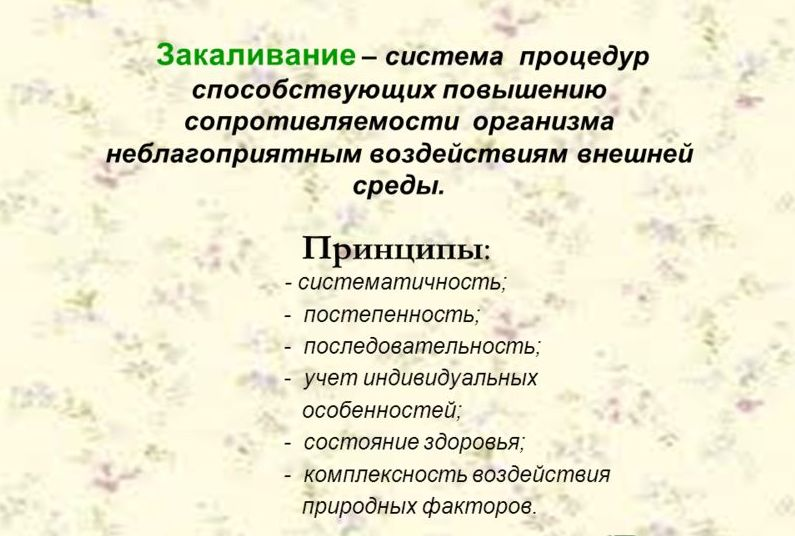 Закаливание – система процедур
способствующих повышению
сопротивляемости организма
неблагоприятным воздействиям внешней
среды.
Принципы:
- систематичность;
- постепенность;
- последовательность;
- учет индивидуальных
особенностей;
- состояние здоровья;
- комплексность воздействия
природных факторов.